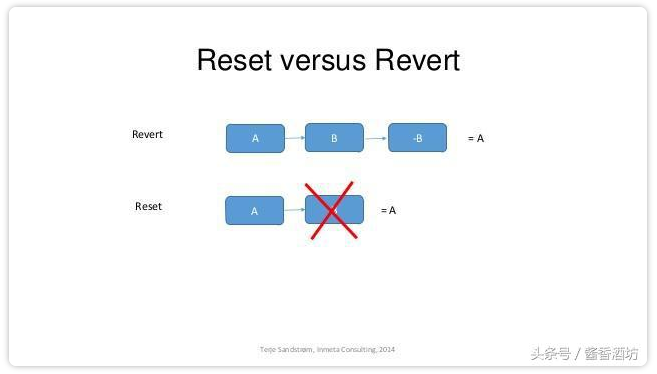 Reset versus Revert
Revert
A
B
-B
= A
Reset
A
= A
Terje Sandstrøm, Inmeta Consulting, 2014
头条号 / 酱香酒坊